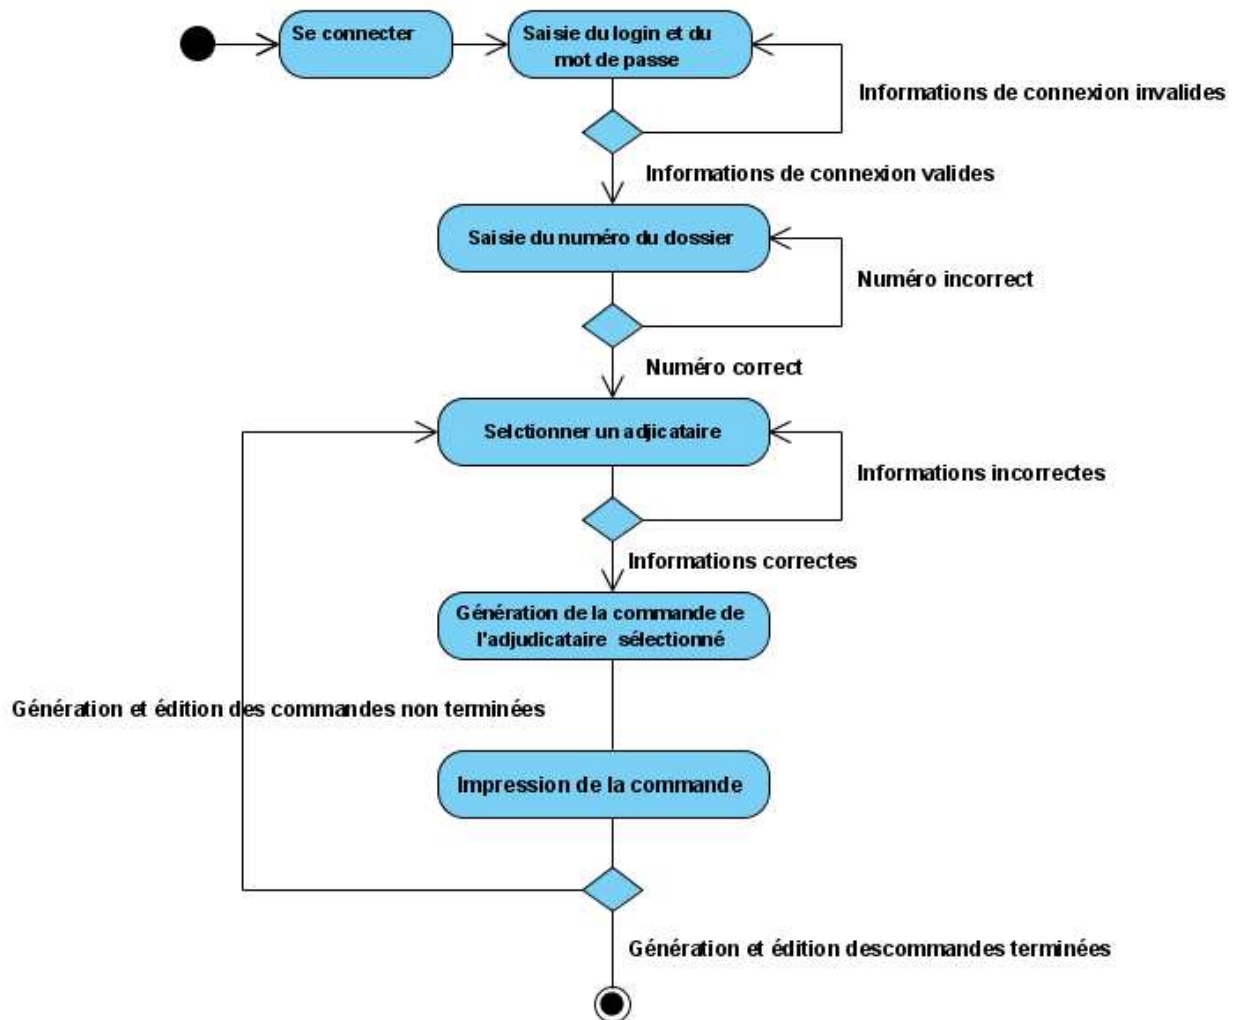 Se connecter
Saisie du login et du
mot de passe
Informations de connexion invalides
Informations de connexion valides
Saisie du numéro du dossier
Numéro incorrect
Numéro correct
Selctionner un adjicataire
Informations incorrectes
Informations correctes
Génération de la commande de
l'adjudicataire sélectionné
Génération et édition des commandes non terminées
Impression de la commande
Génération et édition descommandes terminées